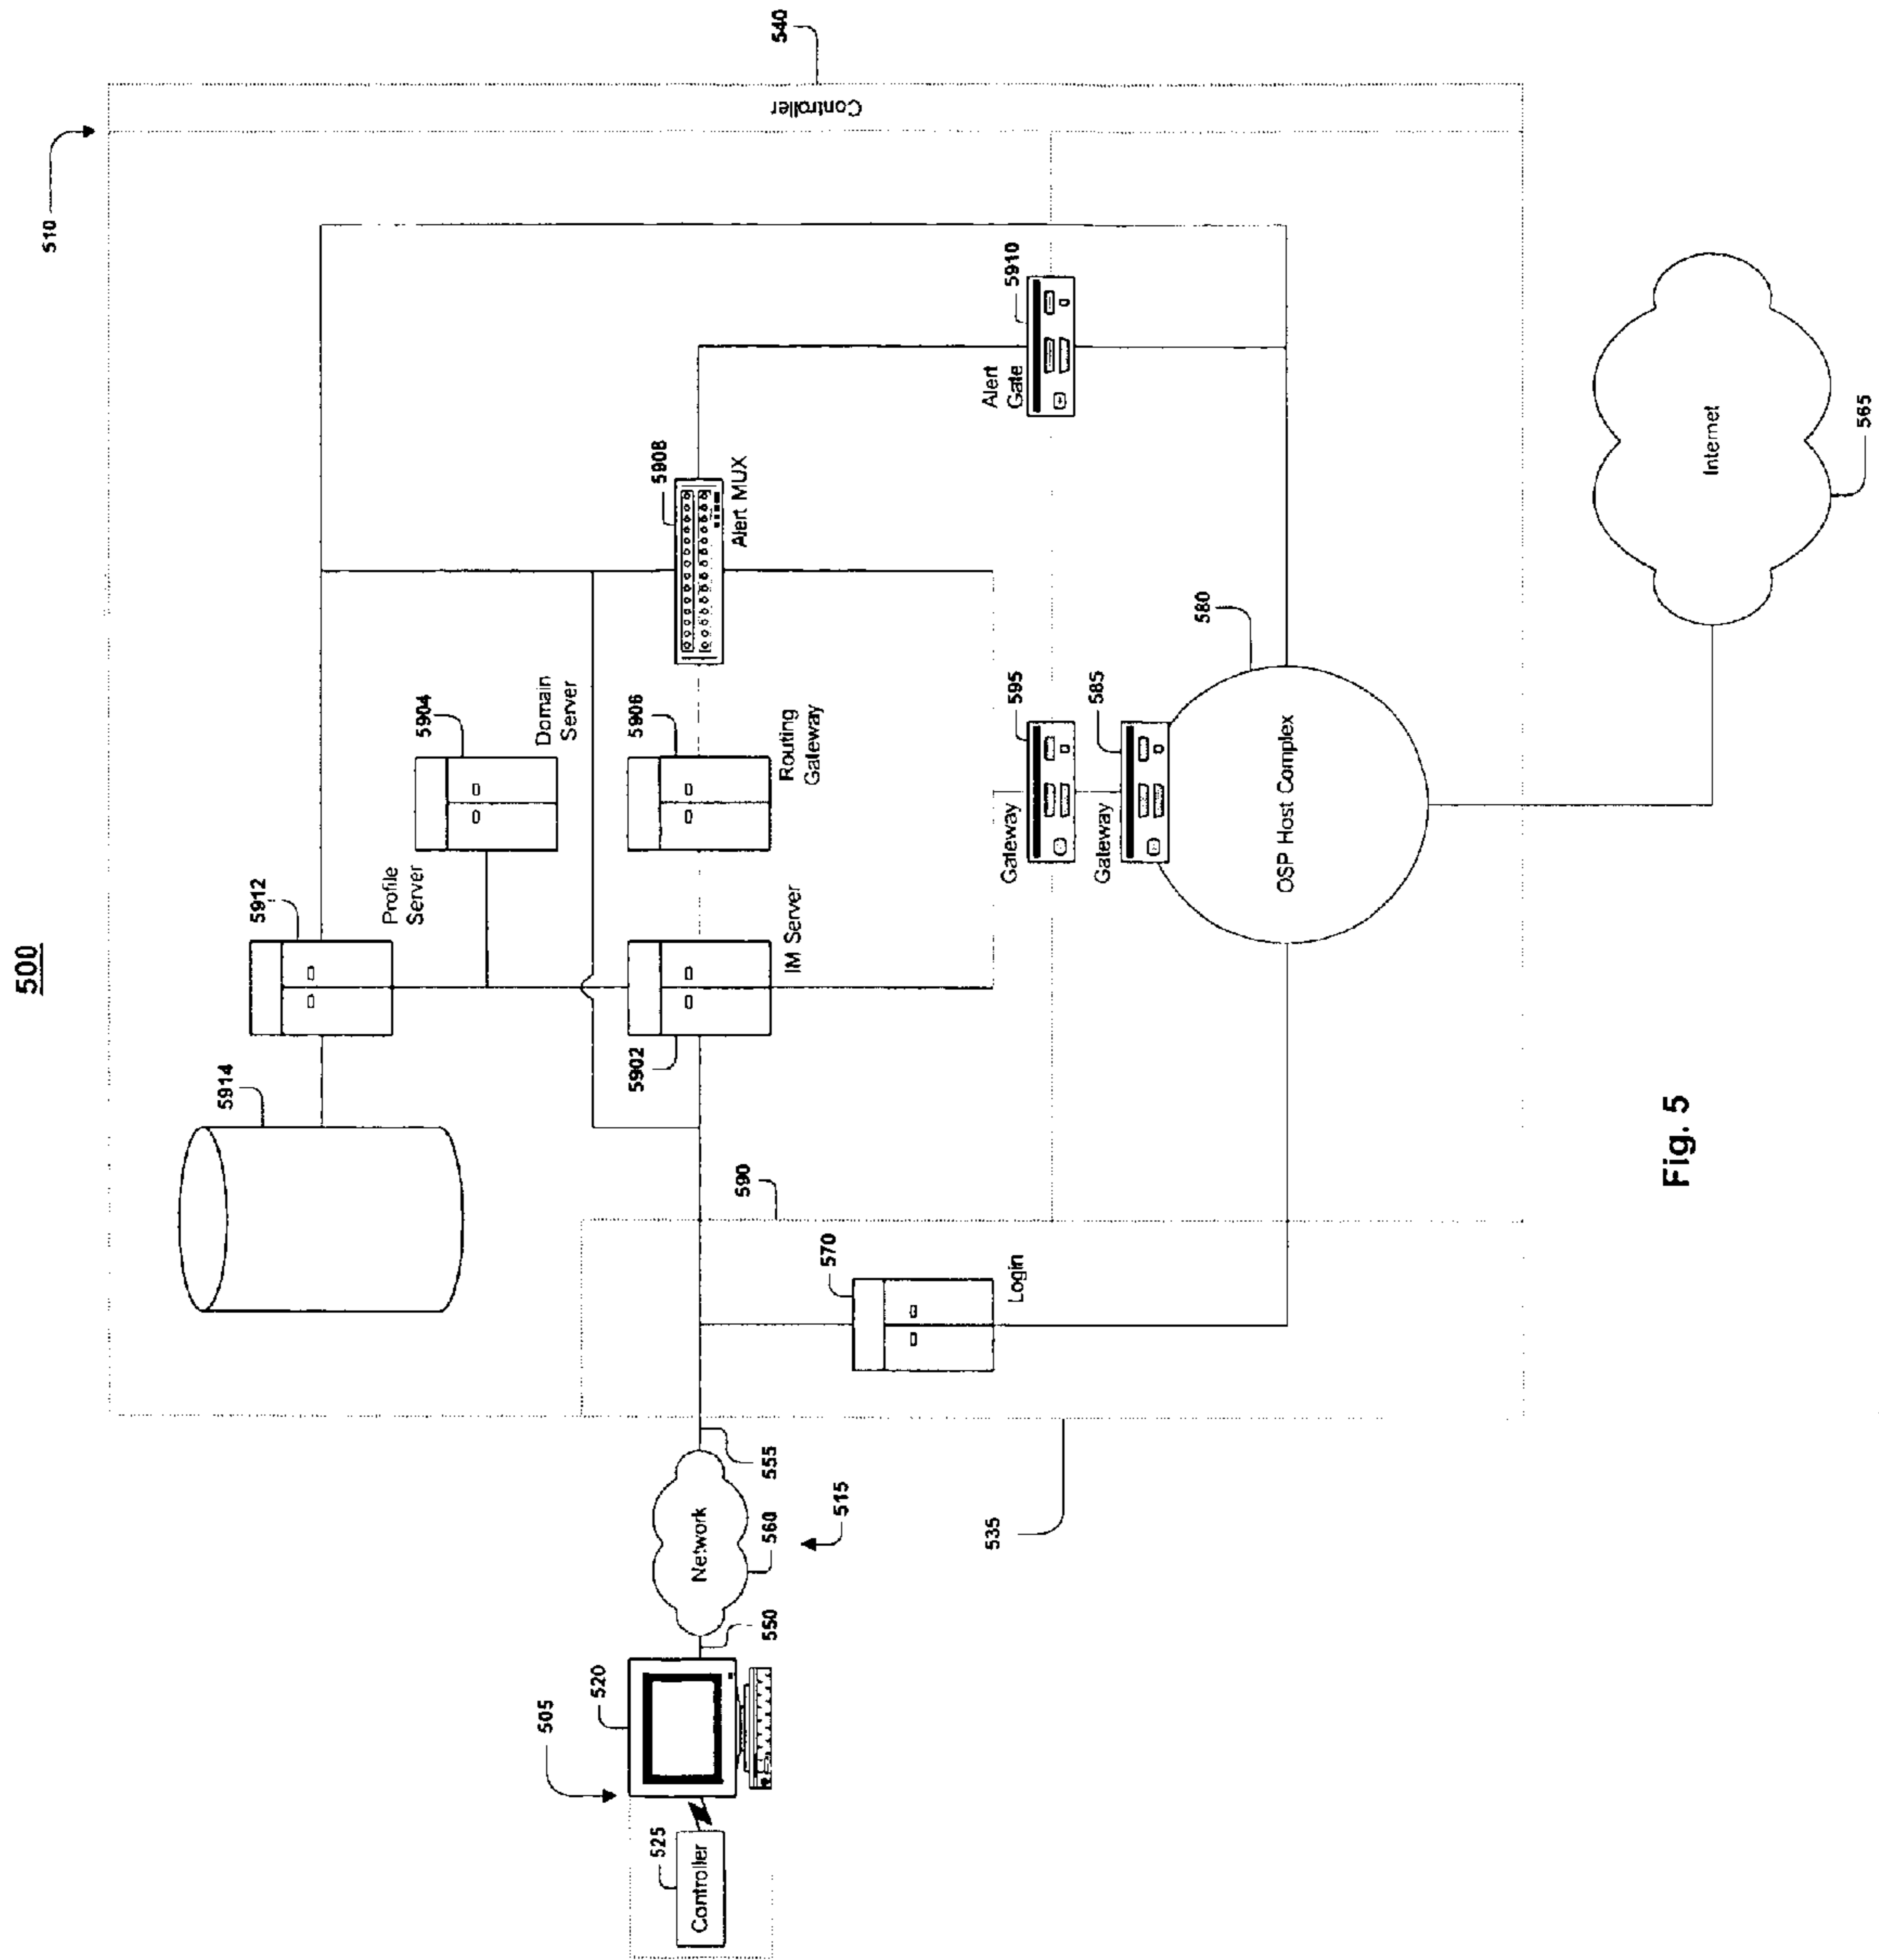 500
510
540
Controller
5914
5912
Profile
Server
5904
Domain
Server
5902
IM Server
5906
Routing
Gateway
5908
Alert MUX
5910
Alert
Gate
505
520
525
Controller
550
Network
560
555
515
535
590
570
Login
Gateway
595
Gateway
585
580
OSP Host Complex
Internet
565
Fig. 5